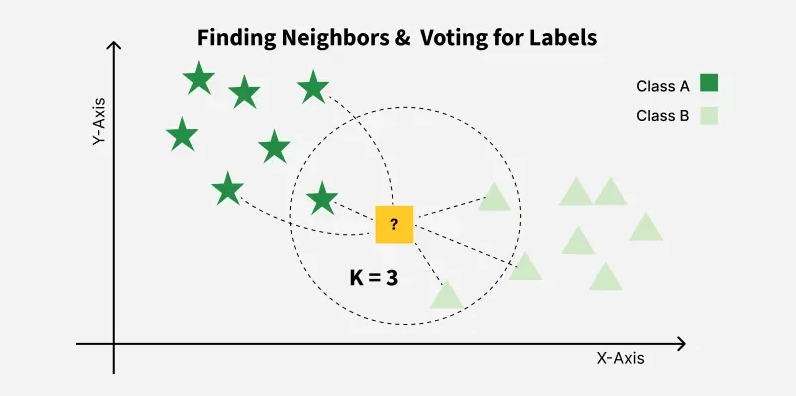 Finding Neighbors & Voting for Labels
Y-Axis
Class A
Class B
?
K = 3
X-Axis